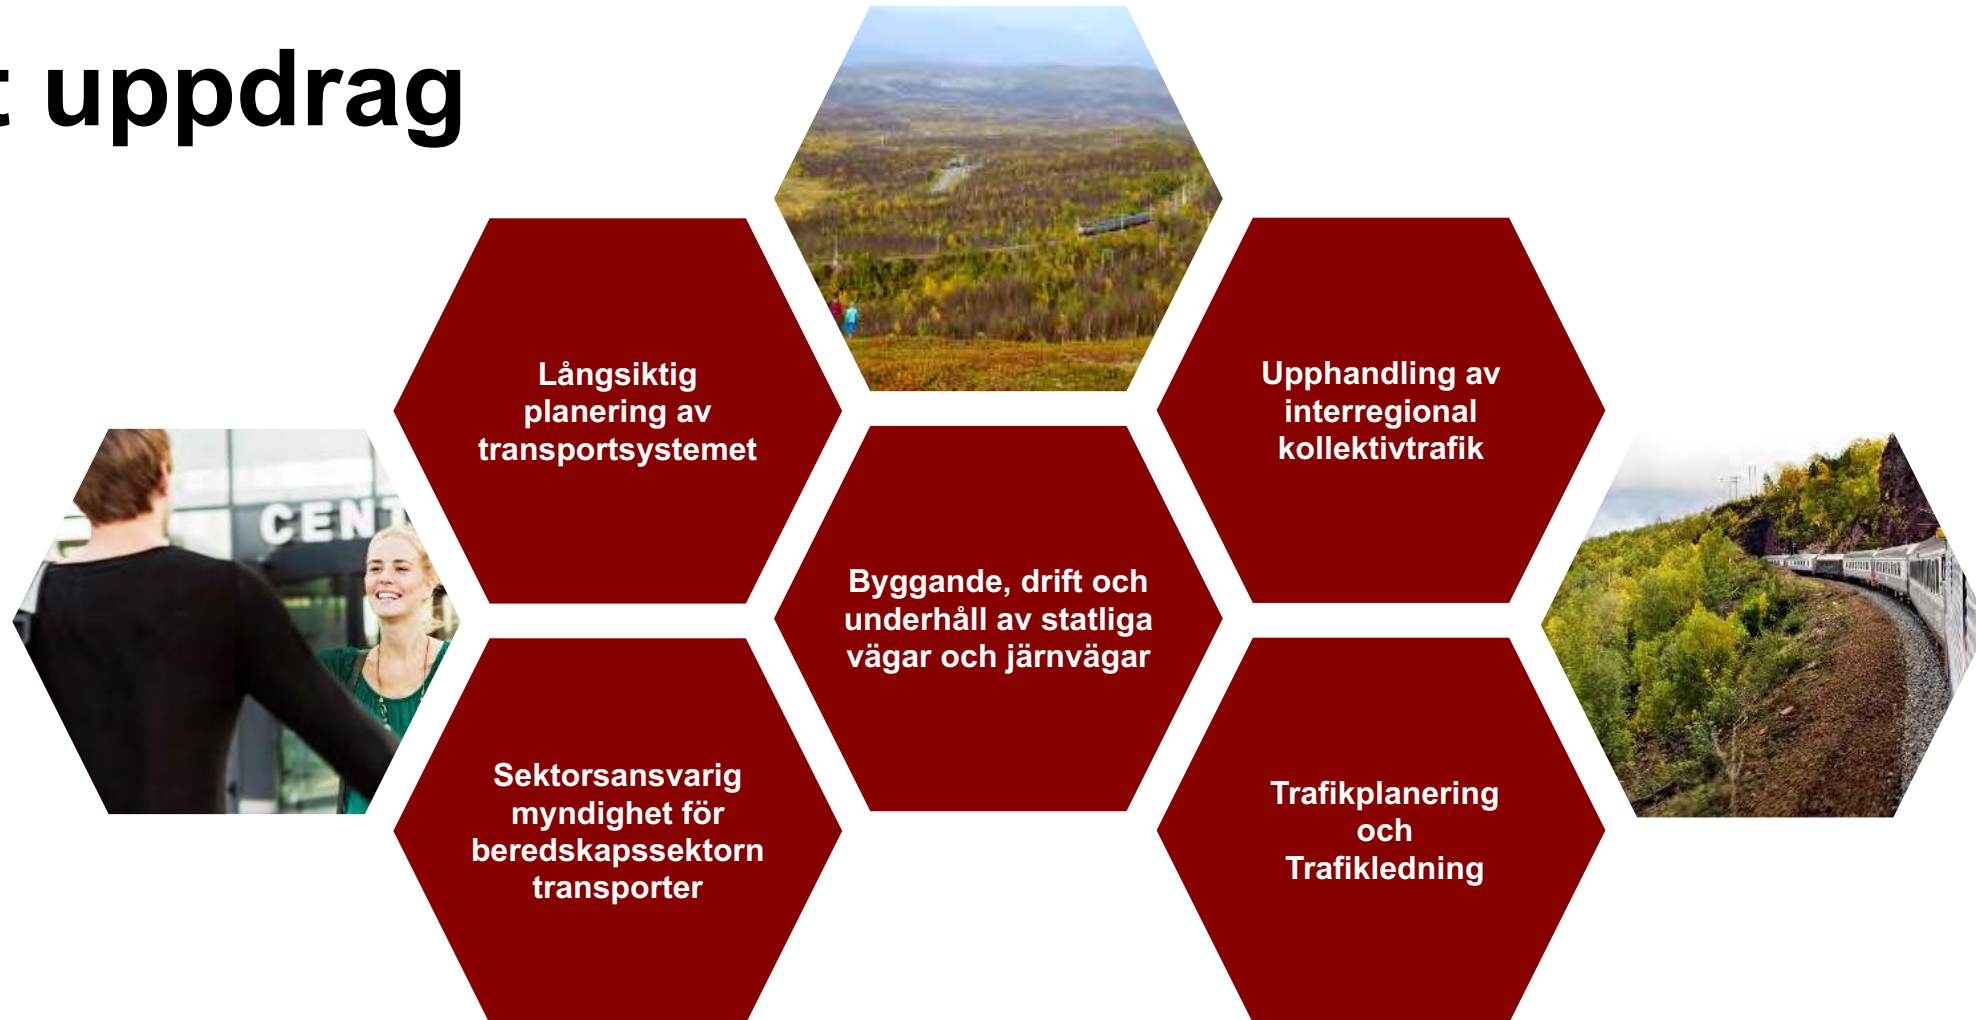 t uppdrag
Långsiktig
planering av
transportsystemet
Upphandling av
interregional
kollektivtrafik
CENT
Byggande, drift och
underhåll av statliga
vägar och järnvägar
Sektorsansvarig
myndighet för
beredskapssektorn
transporter
Trafikplanering
och
Trafikledning